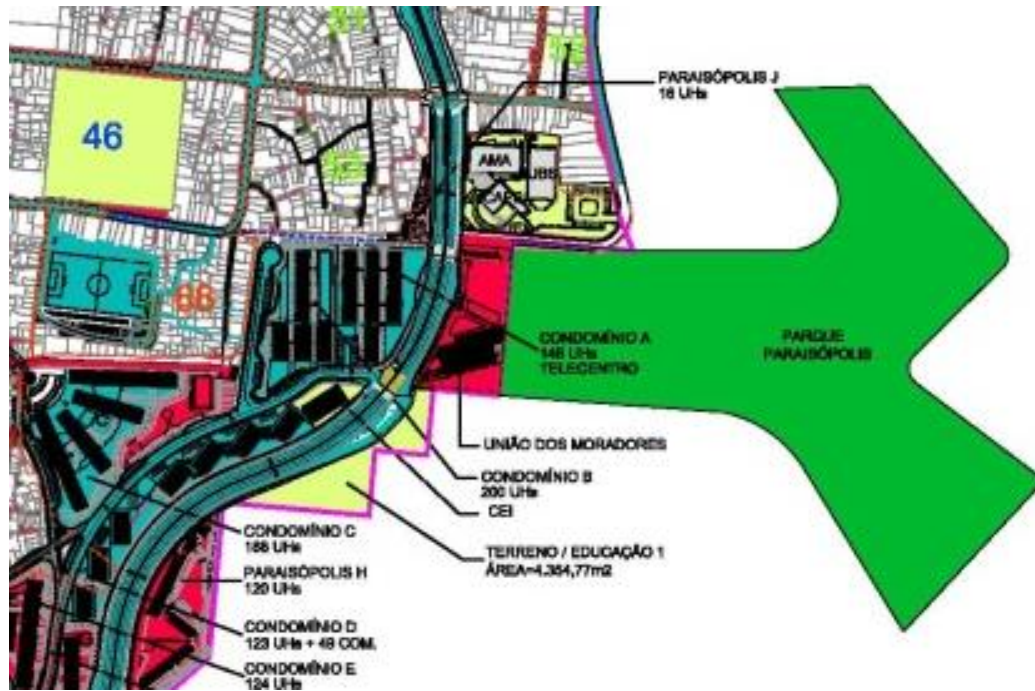 46
PARAISÓPOLIS J
16 UHs
AMA
UBS
66
CONDOMÍNIO A
146 UHs
TELECENTRO
PARQUE
PARAISÓPOLIS
UNIÃO DOS MORADORES
CONDOMÍNIO B
200 UHs
CEI
CONDOMÍNIO C
188 UHs
TERRENO / EDUCAÇÃO 1
ÁREA=4.384,77m2
PARAISÓPOLIS H
120 UHs
CONDOMÍNIO D
123 UHs + 49 COM.
CONDOMÍNIO E
124 UHs